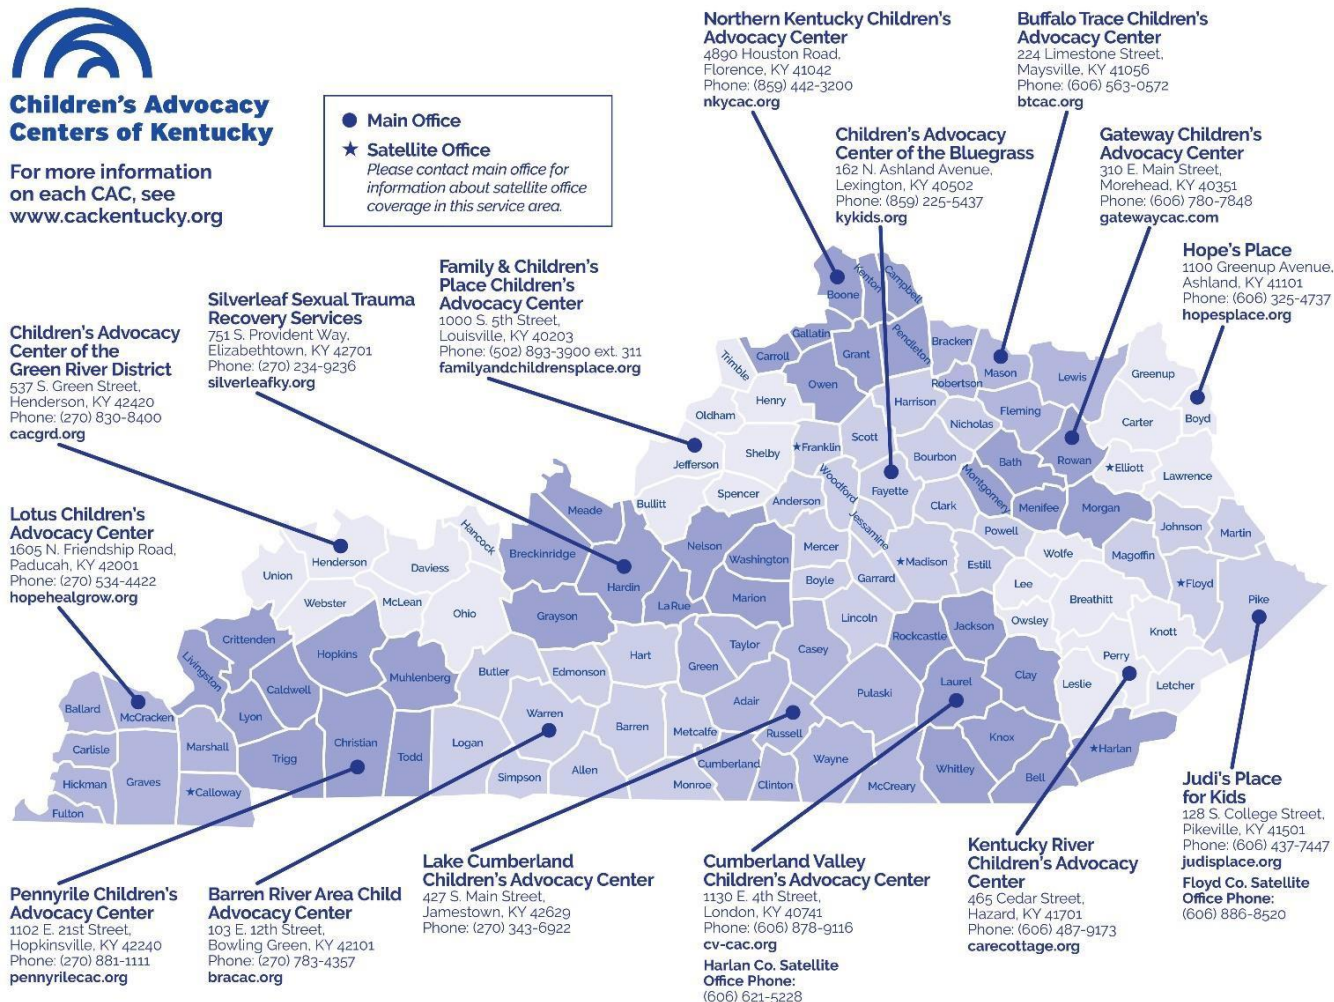 Children's Advocacy
Centers of Kentucky
For more information
on each CAC, see
www.cackentucky.org
Main Office
Satellite Office
Please contact main office for
information about satellite office
coverage in this service area.
Northern Kentucky Children's
Advocacy Center
4890 Houston Road,
Florence, KY 41042
Phone: (859) 442-3200
nkycac.org
Buffalo Trace Children's
Advocacy Center
224 Limestone Street,
Maysville, KY 41056
Phone: (606) 563-0572
btcac.org
Children's Advocacy
Center of the Bluegrass
162 N. Ashland Avenue,
Lexington, KY 40502
Phone: (859) 225-5437
kykids.org
Gateway Children's
Advocacy Center
310 E. Main Street,
Morehead, KY 40351
Phone: (606) 780-7848
gatewaycac.com
Hope's Place
1100 Greenup Avenue,
Ashland, KY 41101
Phone: (606) 325-4737
hopesplace.org
Family & Children's
Place Children's
Advocacy Center
1000 S. 5th Street,
Louisville, KY 40203
Phone: (502) 893-3900 ext. 311
familyandchildrensplace.org
Silverleaf Sexual Trauma
Recovery Services
751 S. Provident Way,
Elizabethtown, KY 42701
Phone: (270) 234-9236
silverleafky.org
Children's Advocacy
Center of the
Green River District
537 S. Green Street,
Henderson, KY 42420
Phone: (270) 830-8400
cacgrd.org
Lotus Children's
Advocacy Center
1605 N. Friendship Road,
Paducah, KY 42001
Phone: (270) 534-4422
hopehealgrow.org
Boone
Kenton
Campbell
Gallatin
Carroll
Grant
Pendleton
Bracken
Mason
Lewis
Greenup
Trimble
Owen
Robertson
Fleming
Carter
Boyd
Henry
Harrison
Nicholas
Oldham
Scott
Rowan
Jefferson
Shelby
Franklin
Bourbon
Bath
Elliott
Lawrence
Woodford
Fayette
Montgomery
Bullitt
Spencer
Anderson
Clark
Menifee
Morgan
Meade
Jessamine
Powell
Johnson
Martin
Hancock
Breckinridge
Nelson
Washington
Mercer
Madison
Estill
Wolfe
Magoffin
Henderson
Daviess
Union
Hardin
Boyle
Garrard
Lee
Floyd
Pike
Webster
McLean
Ohio
LaRue
Marion
Breathitt
Grayson
Lincoln
Owsley
Knott
Crittenden
Hopkins
Rockcastle
Jackson
Livingston
Hart
Taylor
Casey
Perry
Muhlenberg
Butler
Edmonson
Green
Laurel
Clay
Leslie
Letcher
Caldwell
Pulaski
Ballard
McCracken
Lyon
Warren
Barren
Adair
Metcalfe
Russell
Carlisle
Marshall
Christian
Todd
Logan
Knox
Harlan
Trigg
Wayne
Cumberland
Whitley
Bell
Hickman
Graves
Calloway
Simpson
Allen
Monroe
Clinton
McCreary
Fulton
Pennyrile Children's
Advocacy Center
1102 E. 21st Street,
Hopkinsville, KY 42240
Phone: (270) 881-1111
pennyrilecac.org
Barren River Area Child
Advocacy Center
103 E. 12th Street,
Bowling Green, KY 42101
Phone: (270) 783-4357
bracac.org
Lake Cumberland
Children's Advocacy Center
427 S. Main Street,
Jamestown, KY 42629
Phone: (270) 343-6922
Cumberland Valley
Children's Advocacy Center
1130 E. 4th Street,
London, KY 40741
Phone: (606) 878-9116
cv-cac.org
Harlan Co. Satellite
Office Phone:
(606) 621-5228
Kentucky River
Children's Advocacy
Center
465 Cedar Street,
Hazard, KY 41701
Phone: (606) 487-9173
carecottage.org
Judi's Place
for Kids
128 S. College Street,
Pikeville, KY 41501
Phone: (606) 437-7447
judisplace.org
Floyd Co. Satellite
Office Phone:
(606) 886-8520